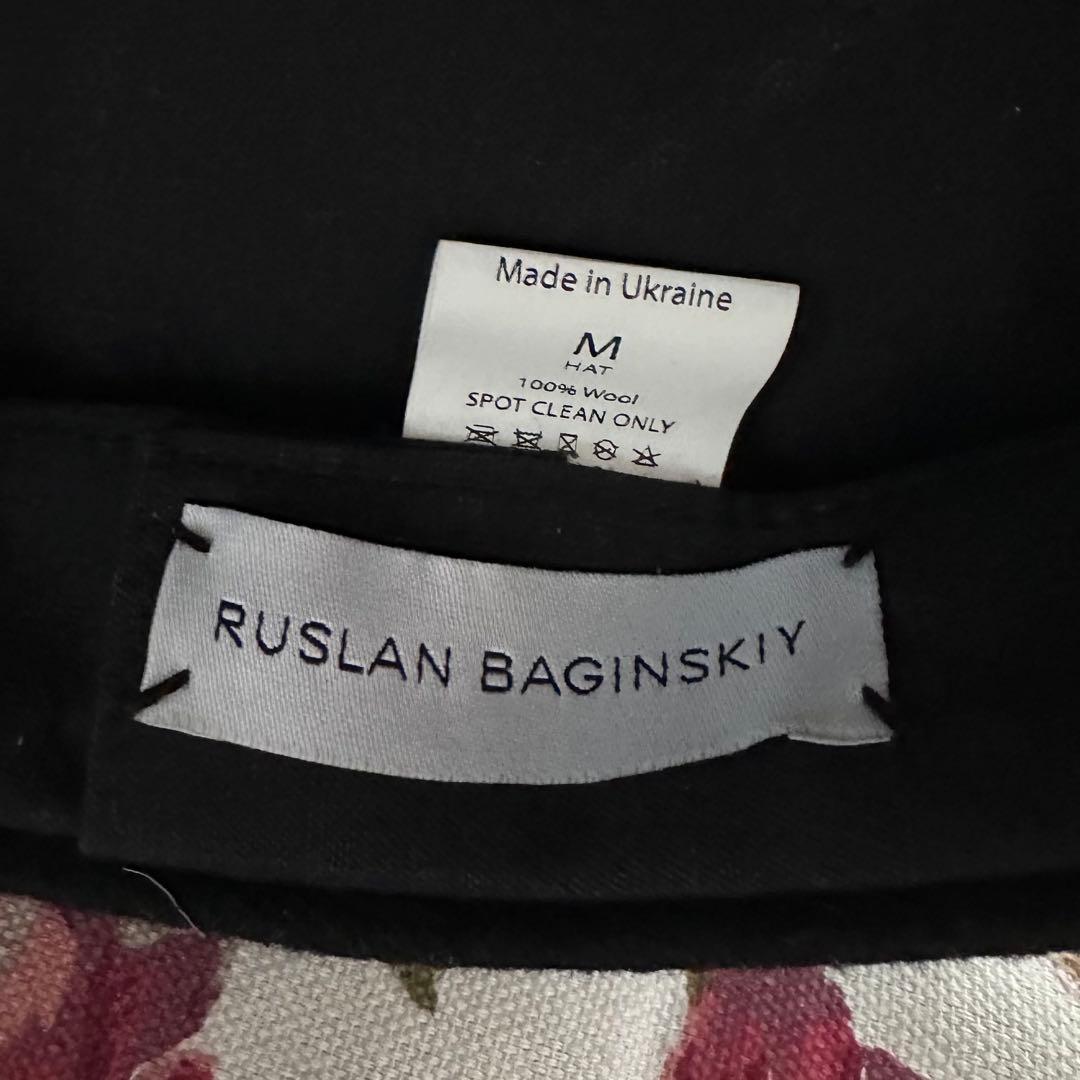 Made in Ukraine
M
HAT
100% Wool
SPOT CLEAN ONLY
RUSLAN BAGINSKIY